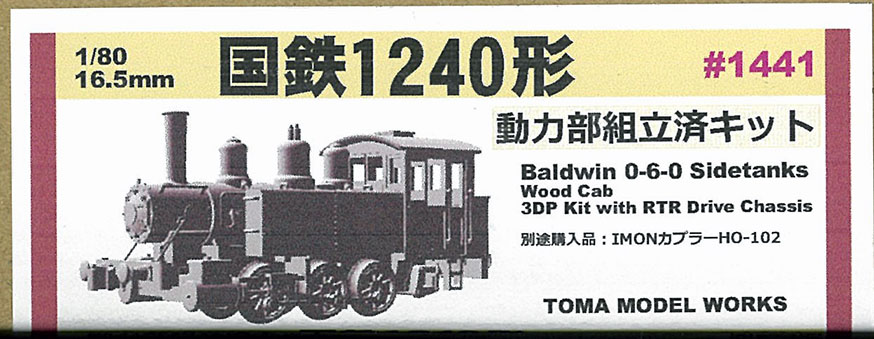 1/80
16.5mm
国鉄1240形
#1441
動力部組立済キット
Baldwin 0-6-0 Sidetanks
Wood Cab
3DP Kit with RTR Drive Chassis
別途購入品：IMONカプラーHO-102
TOMA MODEL WORKS